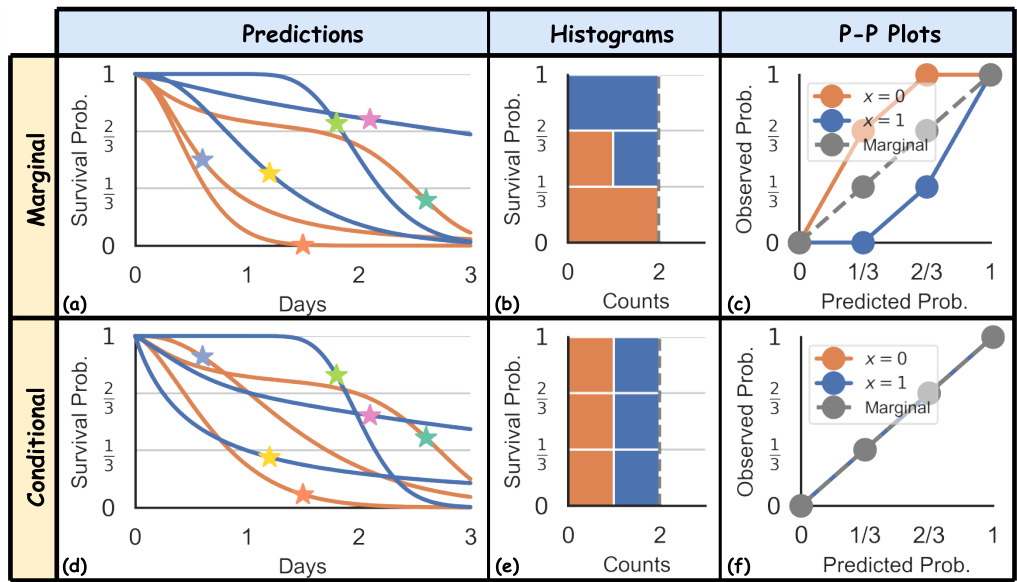 Predictions
Histograms
P-P Plots
Marginal
Survival Prob.
1
2/3
1/3
0
0 1 2 3
Days
(a)
Survival Prob.
1
2/3
1/3
0
0 2
Counts
(b)
Observed Prob.
1
2/3
1/3
0
x = 0
x = 1
Marginal
0 1/3 2/3 1
Predicted Prob.
(c)
Conditional
Survival Prob.
1
2/3
1/3
0
0 1 2 3
Days
(d)
Survival Prob.
1
2/3
1/3
0
0 2
Counts
(e)
Observed Prob.
1
2/3
1/3
0
x = 0
x = 1
Marginal
0 1/3 2/3 1
Predicted Prob.
(f)